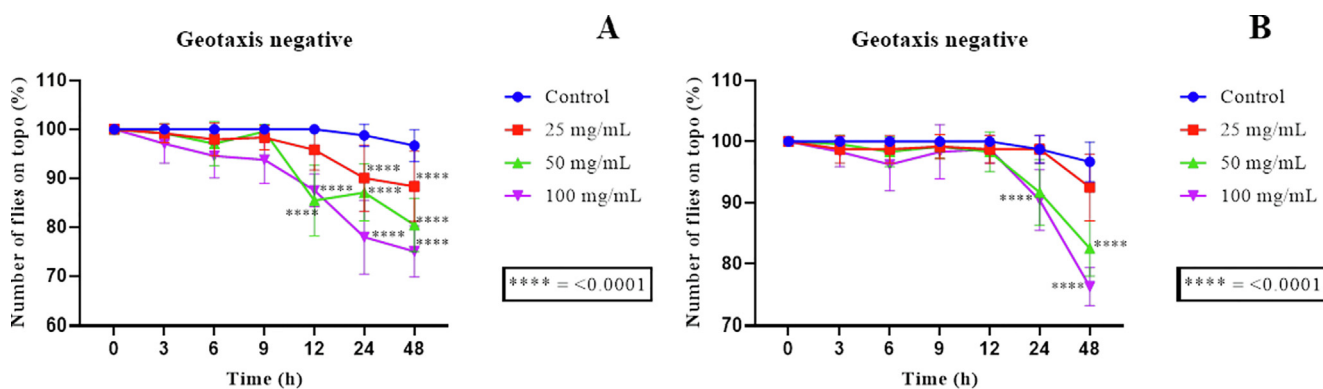 A
Geotaxis negative
Number of flies on topo (%)
110
100
90
80
70
60
0 3 6 9 12 24 48
Time (h)
****
****
****
****
****
****
****
****
Control
25 mg/mL
50 mg/mL
100 mg/mL
**** = <0.0001
B
Geotaxis negative
Number of flies on topo (%)
110
100
90
80
70
0 3 6 9 12 24 48
Time (h)
****
****
****
Control
25 mg/mL
50 mg/mL
100 mg/mL
**** = <0.0001